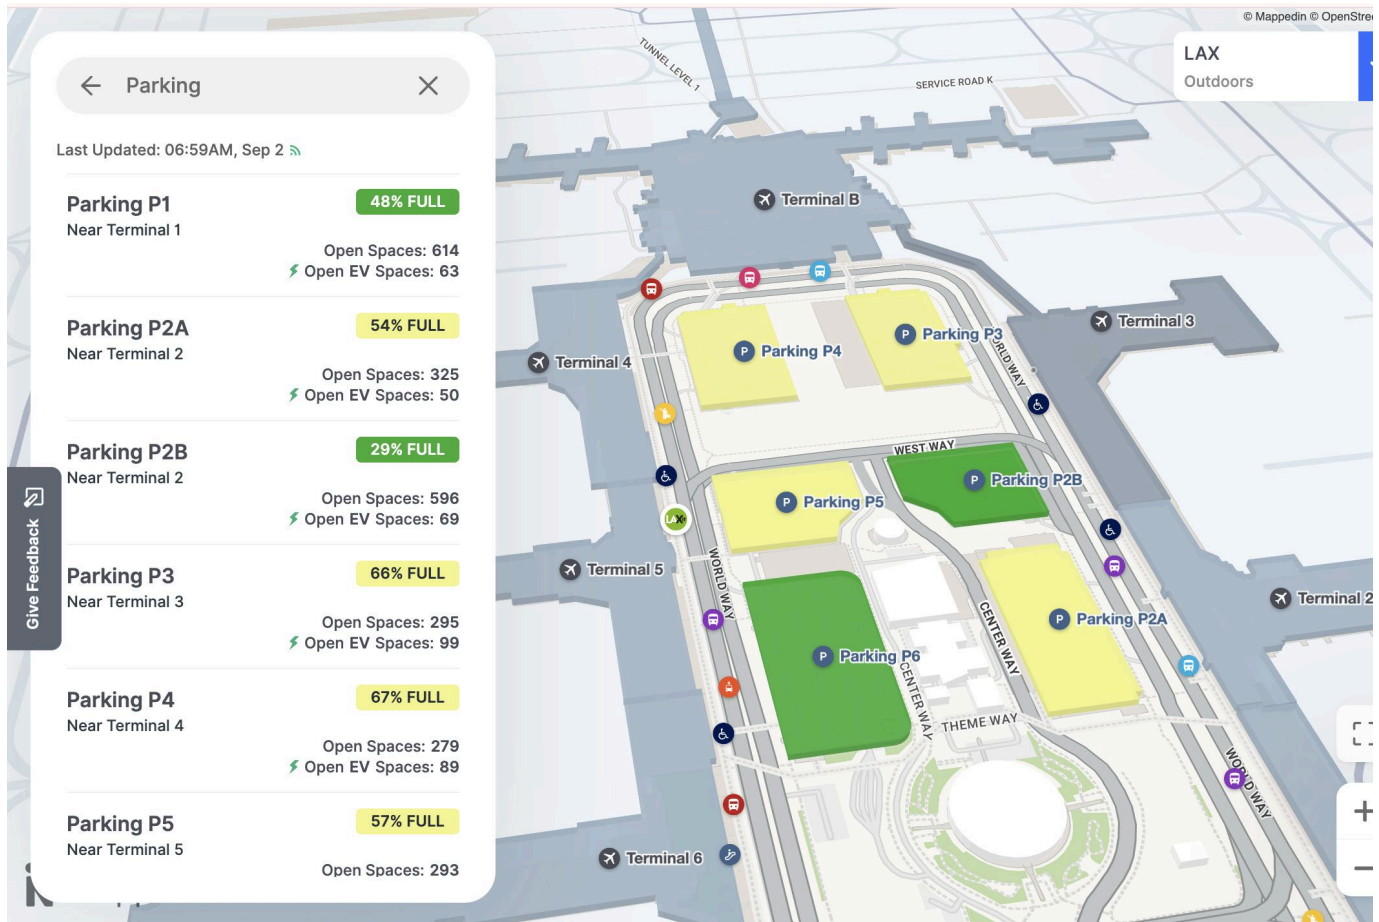 © Mappedin © OpenStre
LAX
Outdoors
Parking
Last Updated: 06:59AM, Sep 2
Parking P1
48% FULL
Near Terminal 1
Open Spaces: 614
Open EV Spaces: 63
Parking P2A
54% FULL
Near Terminal 2
Open Spaces: 325
Open EV Spaces: 50
Parking P2B
29% FULL
Near Terminal 2
Open Spaces: 596
Open EV Spaces: 69
Parking P3
66% FULL
Near Terminal 3
Open Spaces: 295
Open EV Spaces: 99
Parking P4
67% FULL
Near Terminal 4
Open Spaces: 279
Open EV Spaces: 89
Parking P5
57% FULL
Near Terminal 5
Open Spaces: 293
Give Feedback
TUNNEL LEVEL 1
SERVICE ROAD K
Terminal B
Terminal 3
P Parking P3
P Parking P4
Terminal 4
WORLD WAY
WEST WAY
P Parking P2B
P Parking P5
LAX
Terminal 5
WORLD WAY
Terminal 2
P Parking P2A
CENTER WAY
P Parking P6
CENTER WAY
THEME WAY
WORLD WAY
Terminal 6